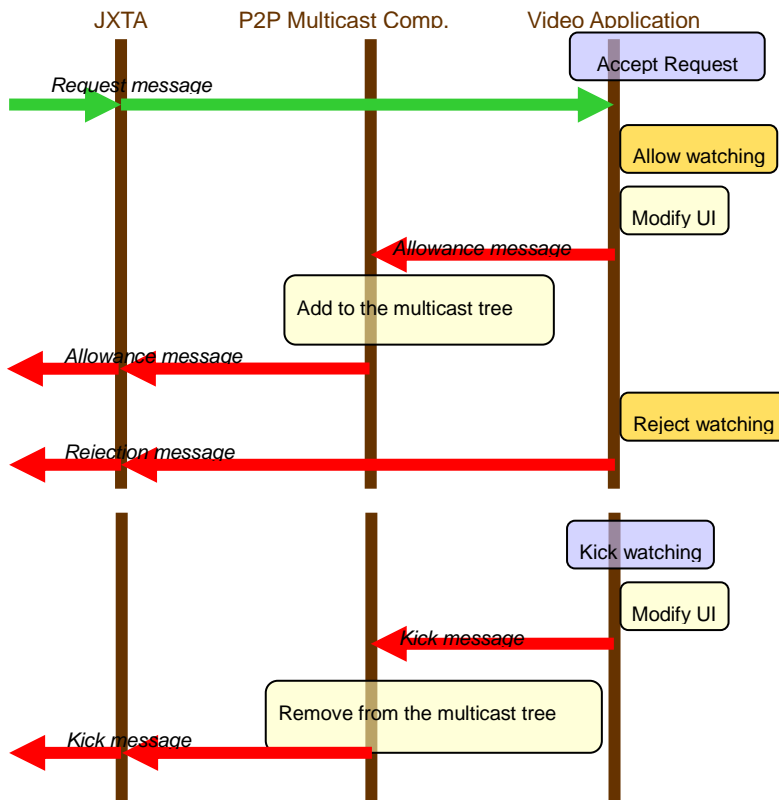 JXTA
P2P Multicast Comp.
Video Application
Accept Request
Request message
Allow watching
Modify UI
Allowance message
Add to the multicast tree
Allowance message
Reject watching
Rejection message
Kick watching
Modify UI
Kick message
Remove from the multicast tree
Kick message